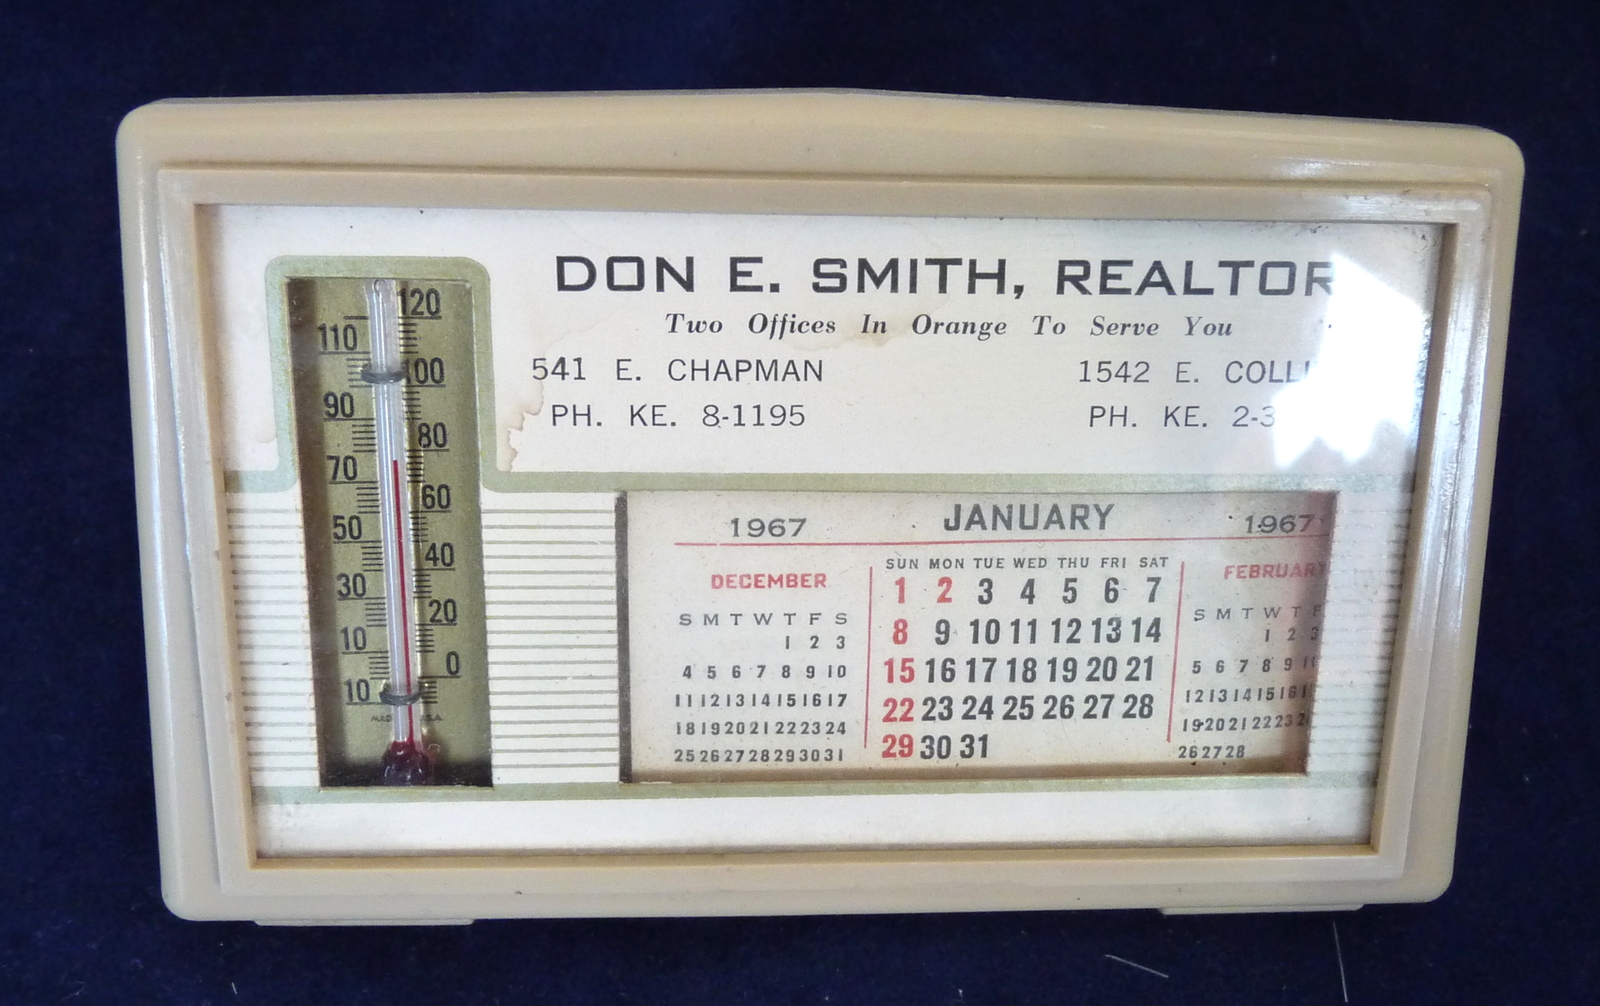 DON E. SMITH, REALTOR
Two Offices In Orange To Serve You
541 E. CHAPMAN 1542 E.
PH. KE. 8-1195 PH. KE.
120
110
100
90
80
70
60
50
40
30
20
10
0
10
1967 JANUARY 1967
DECEMBER
S M T W T F S
1 2 3
4 5 6 7 8 9 10
11 12 13 14 15 16 17
18 19 20 21 22 23 24
25 26 27 28 29 30 31
SUN MON TUE WED THU FRI SAT
1 2 3 4 5 6 7
8 9 10 11 12 13 14
15 16 17 18 19 20 21
22 23 24 25 26 27 28
29 30 31
FEBRUARY
S M T W T F
1 2 3
5 6 7 8 9 10
12 13 14 15 16
19 20 21 22 23
26 27 28